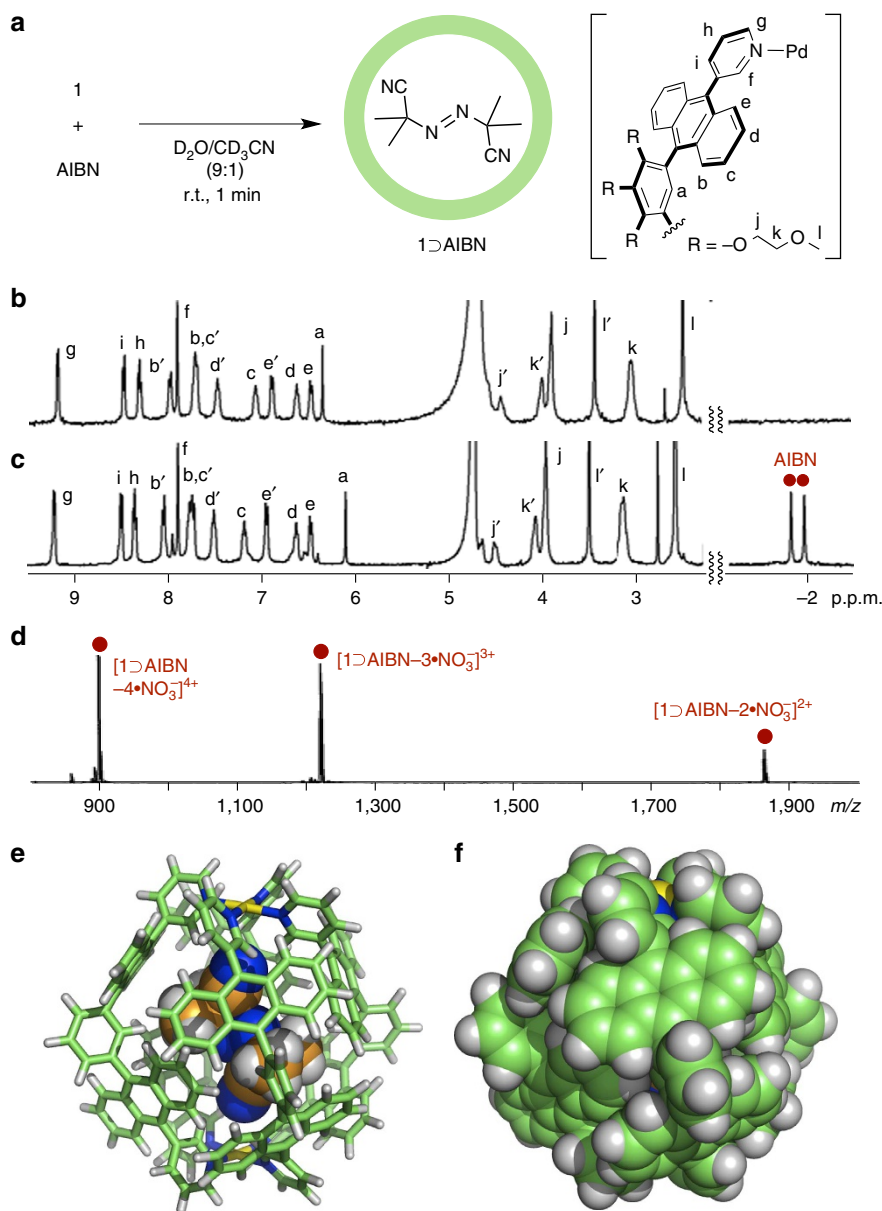 a
1
+
AIBN
D₂O/CD₃CN
(9:1)
r.t., 1 min
NC
N
N
CN
1⊃AIBN
g
h
N
Pd
i
f
e
d
c
b
a
R
R
R
R = –O
j
k
O
l
b
g
i
h
b′
f
b,c′
d′
c
e′
d
e
a
j′
k′
j
l′
k
l
c
g
i
h
b′
f
b,c′
d′
c
e′
d
e
a
j′
k′
j
l′
k
l
AIBN
9
8
7
6
5
4
3
−2
p.p.m.
d
[1⊃AIBN
–4•NO₃⁻]⁴⁺
[1⊃AIBN–3•NO₃⁻]³⁺
[1⊃AIBN–2•NO₃⁻]²⁺
900
1,100
1,300
1,500
1,700
1,900
m/z
e
f